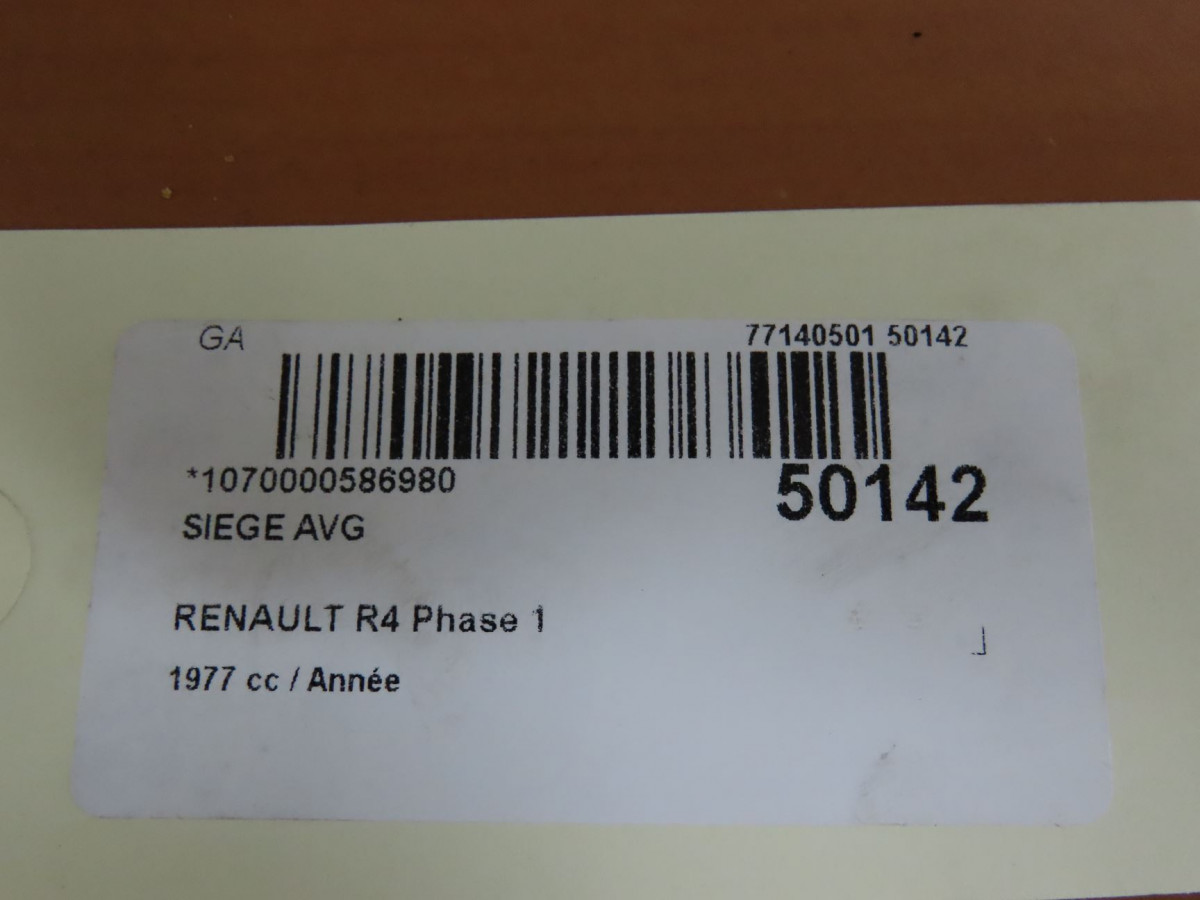 GA 77140501 50142
*1070000586980 50142
SIEGE AVG
RENAULT R4 Phase 1
1977 cc / Année